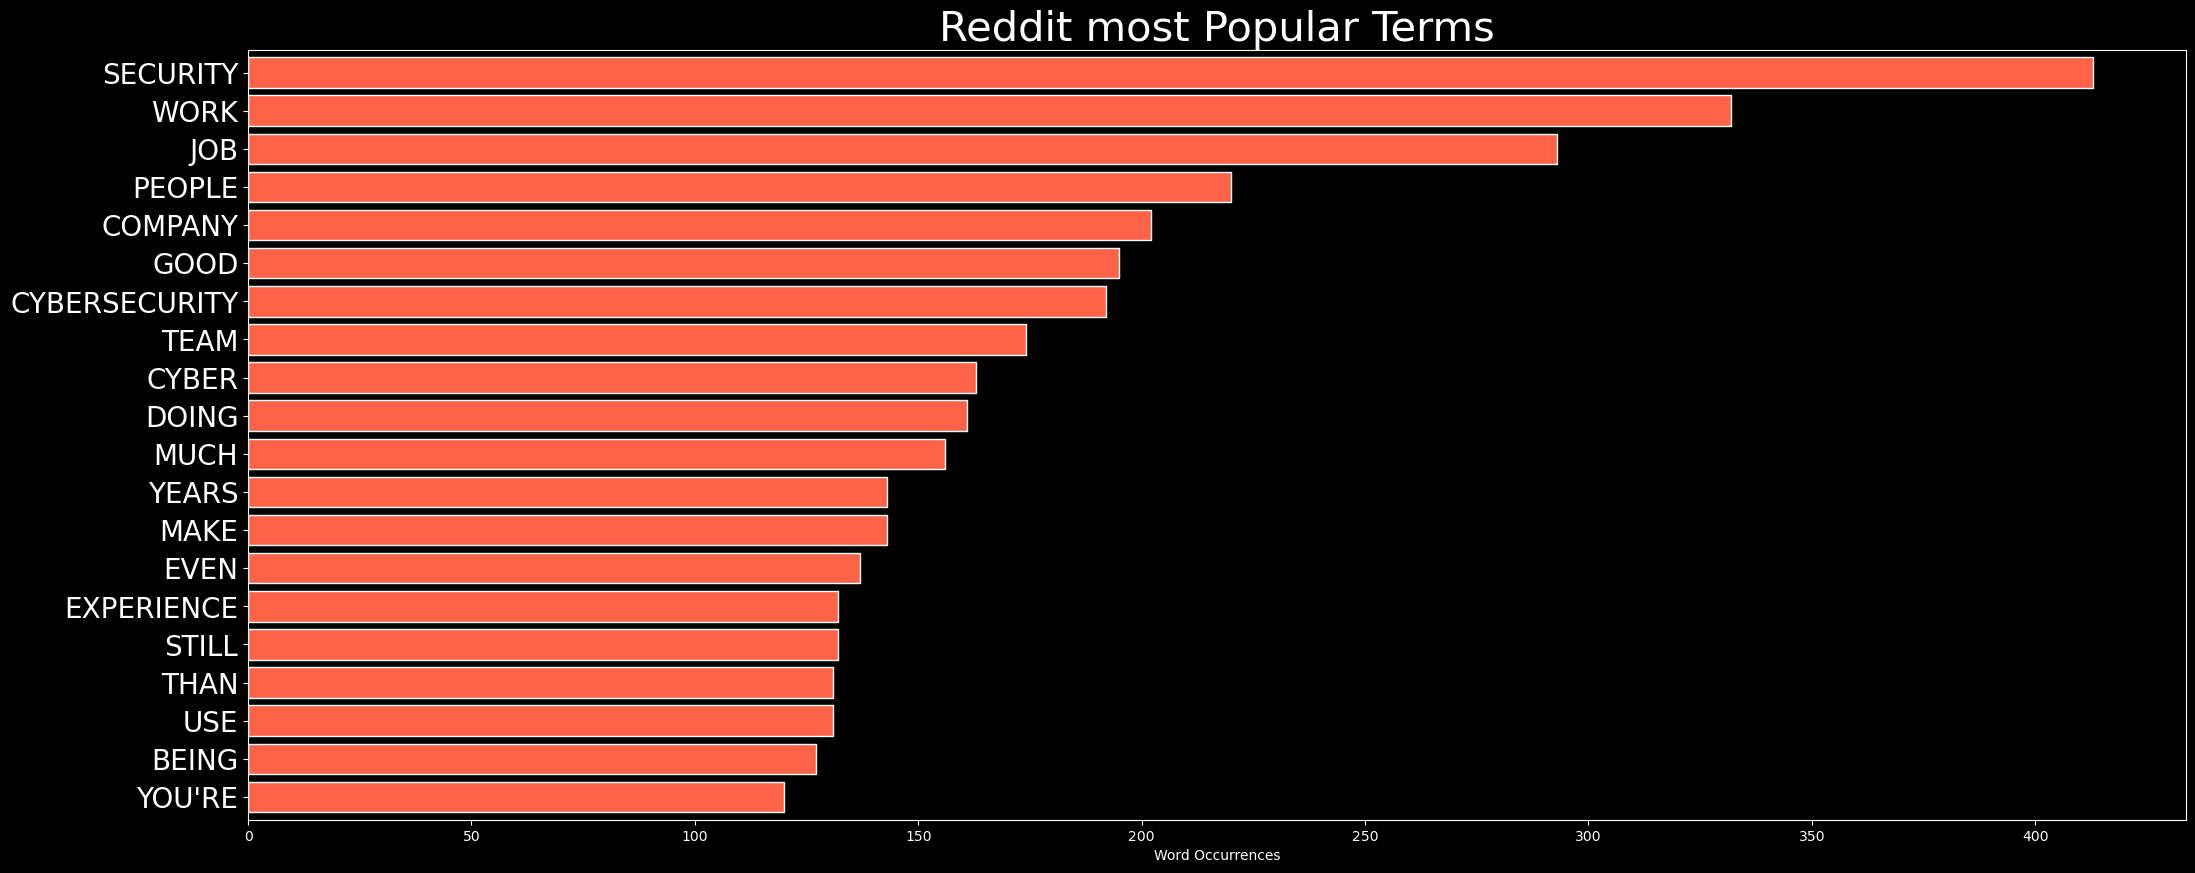 Reddit most Popular Terms
SECURITY
WORK
JOB
PEOPLE
COMPANY
GOOD
CYBERSECURITY
TEAM
CYBER
DOING
MUCH
YEARS
MAKE
EVEN
EXPERIENCE
STILL
THAN
USE
BEING
YOU'RE
0 50 100 150 200 250 300 350 400
Word Occurrences